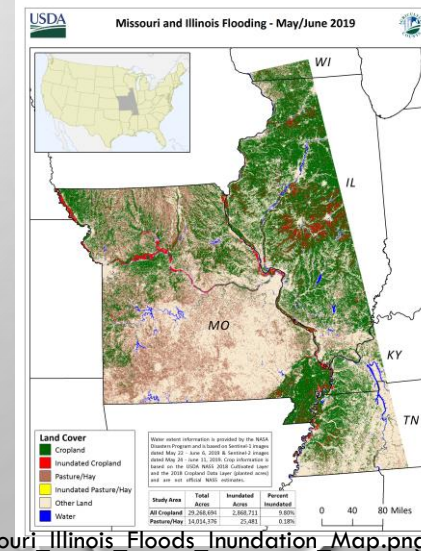 USDA
Missouri and Illinois Flooding - May/June 2019
WI
IL
MO
KY
TN
Land Cover
Cropland
Inundated Cropland
Pasture/Hay
Inundated Pasture/Hay
Other Land
Water
Water extent information is provided by the NASA
Disasters Program and is based on Sentinel-1 images
dated May 22 - June 6, 2019 & Sentinel-2 images
dated May 26 - June 11, 2019. Crop information is
based on the USDA NASS 2018 Cultivated Layer
and the 2018 Cropland Data Layer (planted acres)
and are not official NASS estimates.
Study Area Total Acres Inundated Acres Percent Inundated
All Cropland 29,268,694 2,868,711 9.80%
Pasture/Hay 14,014,376 25,481 0.18%
0 40 80 Miles
ouri_Illinois_Floods_Inundation_Map.png